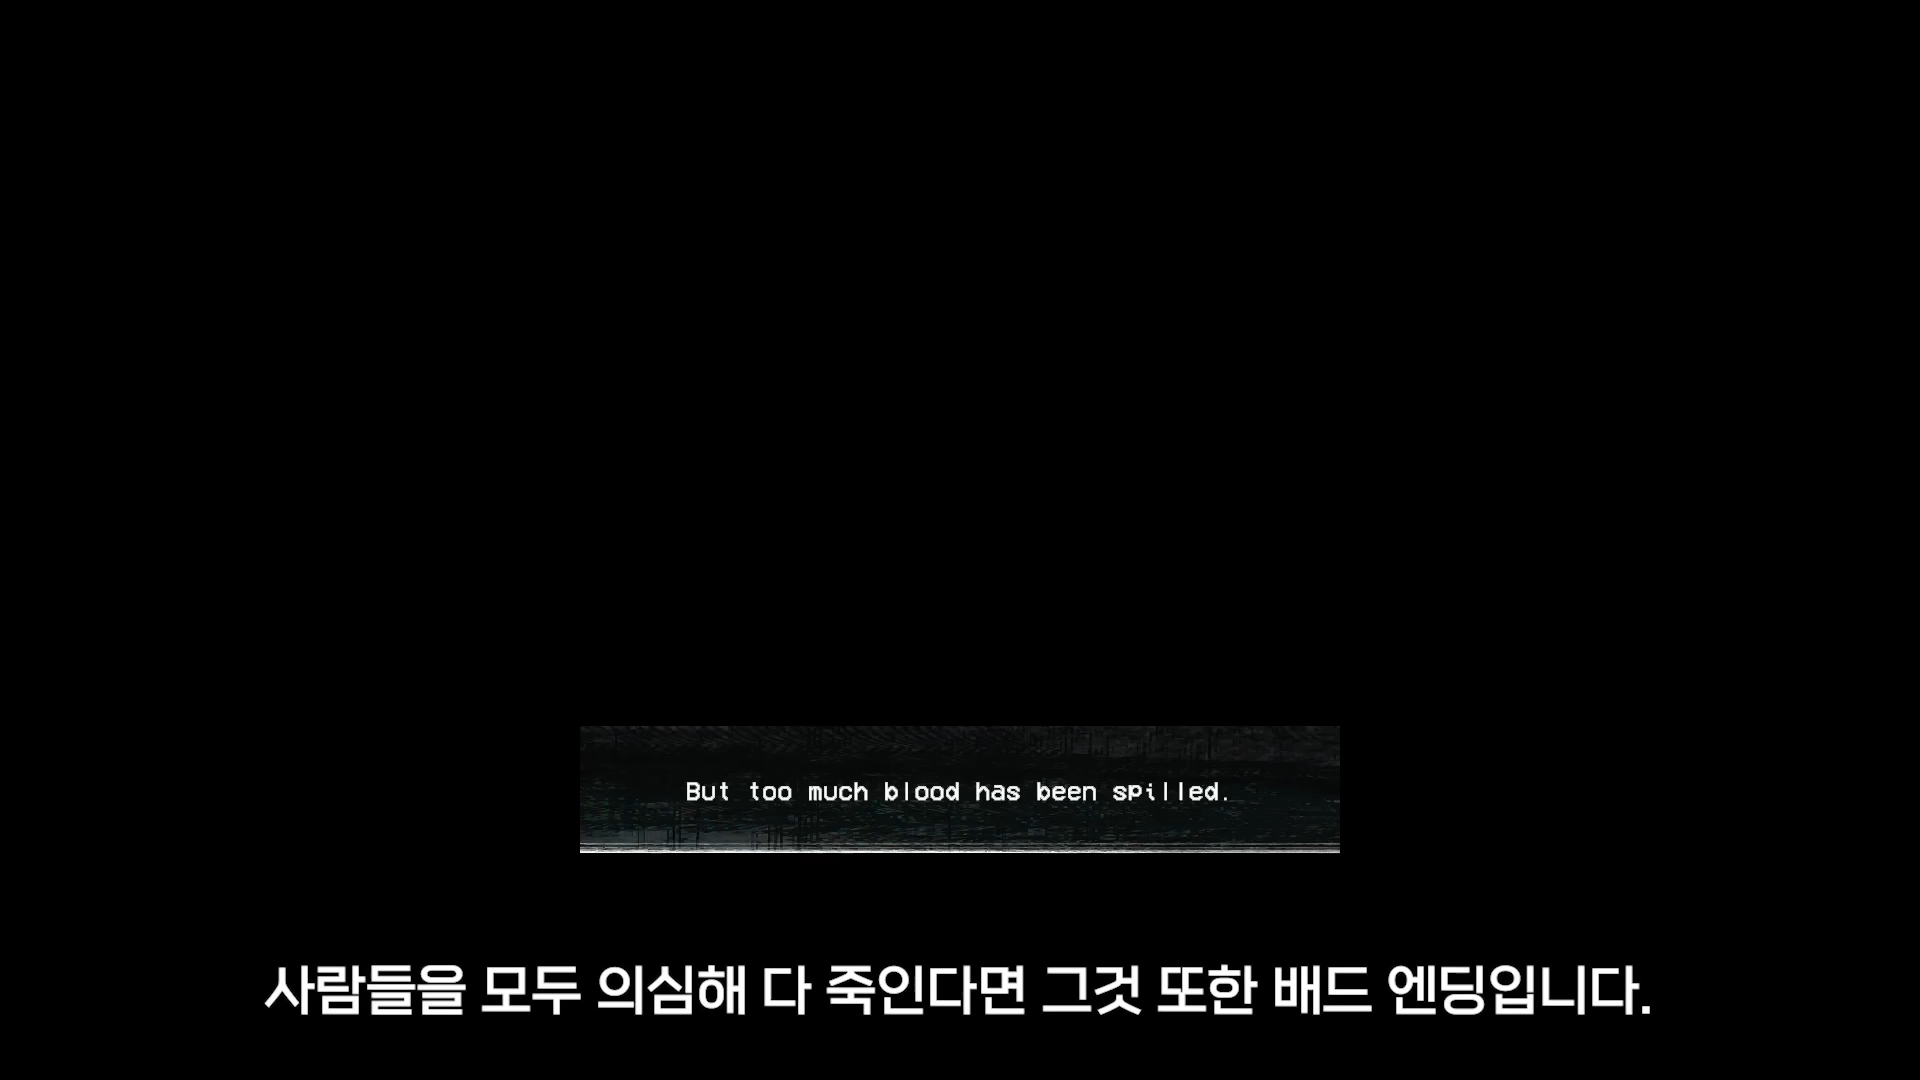 But too much blood has been spilled.
사람들을 모두 의심해 다 죽인다면 그것 또한 배드 엔딩입니다.